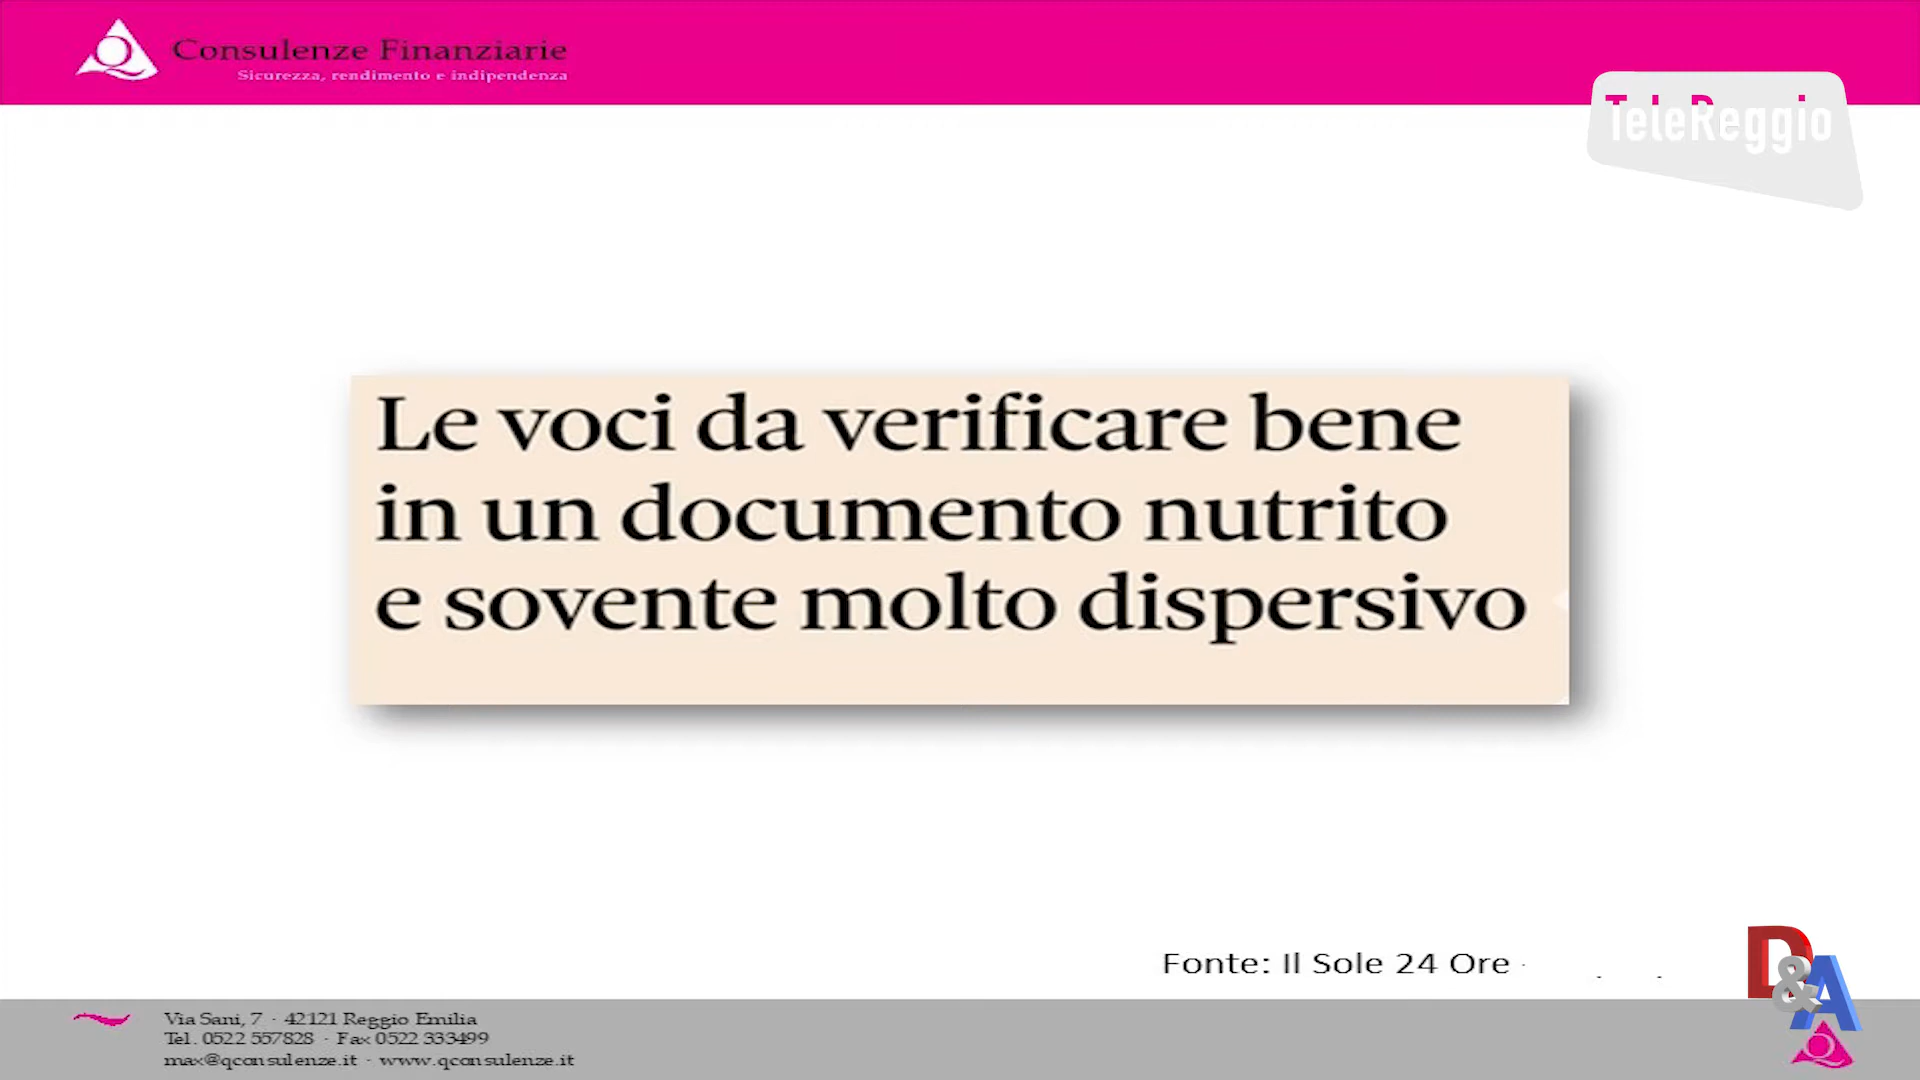 Consulenze Finanziarie
Sicurezza, rendimento e indipendenza
TeleReggio
Le voci da verificare bene
in un documento nutrito
e sovente molto dispersivo
Fonte: Il Sole 24 Ore
D&A
Via Sani, 7 · 42121 Reggio Emilia
Tel. 0522 557828 · Fax 0522 333499
max@qconsulenze.it · www.qconsulenze.it